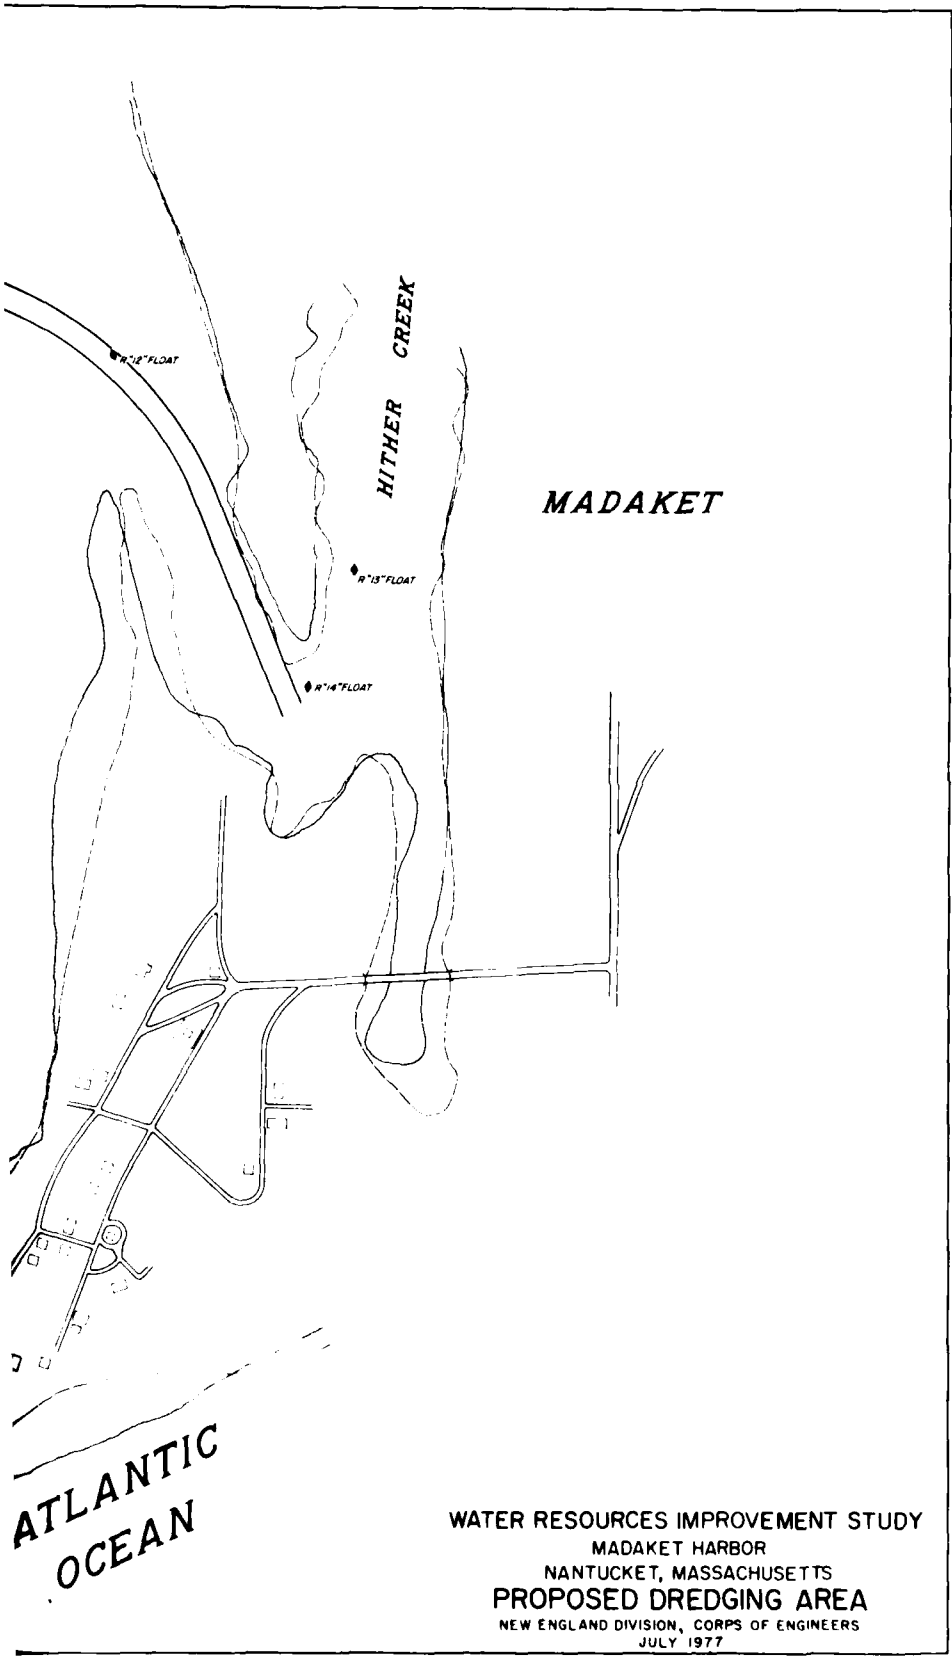 HITHER CREEK
R "12" FLOAT
MADAKET
R "13" FLOAT
R "14" FLOAT
ATLANTIC
OCEAN
WATER RESOURCES IMPROVEMENT STUDY
MADAKET HARBOR
NANTUCKET, MASSACHUSETTS
PROPOSED DREDGING AREA
NEW ENGLAND DIVISION, CORPS OF ENGINEERS
JULY 1977